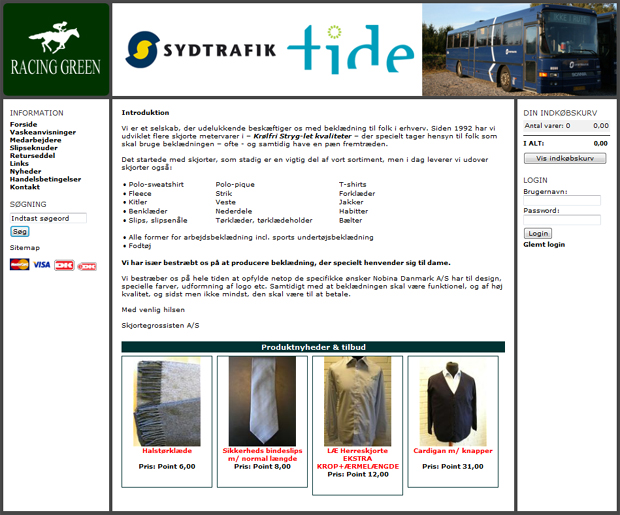 RACING GREEN
SYDTRAFIK
tide
IKKE I RUTE
INFORMATION
Forside
Vaskeanvisninger
Medarbejdere
Slipseknuder
Returseddel
Links
Nyheder
Handelsbetingelser
Kontakt
SØGNING
Indtast søgeord
Søg
Sitemap
VISA
Introduktion
Vi er et selskab, der udelukkende beskæftiger os med beklædning til folk i erhverv. Siden 1992 har vi
udviklet flere skjorte metervarer i – Krølfri Stryg-let kvaliteter – der specielt tager hensyn til folk som
skal bruge beklædningen – ofte - og samtidig have en pæn fremtræden.
Det startede med skjorter, som stadig er en vigtig del af vort sortiment, men i dag leverer vi udover
skjorter også:
• Polo-sweatshirt Polo-pique T-shirts
• Fleece Strik Forklæder
• Kitler Veste Jakker
• Benklæder Nederdele Habitter
• Slips, slipsenåle Tørklæder, tørklædeholder Bælter
• Alle former for arbejdsbeklædning incl. sports undertøjsbeklædning
• Fodtøj
Vi har især bestræbt os på at producere beklædning, der specielt henvender sig til dame.
Vi bestræber os på hele tiden at opfylde netop de specifikke ønsker Nobina Danmark A/S har til design,
specielle farver, udformning af logo etc. Samtidigt med at beklædningen skal være funktionel, og af høj
kvalitet, og sidst men ikke mindst, den skal være til at betale.
Med venlig hilsen
Skjortegrossisten A/S
Produktnyheder & tilbud
Halstørklæde
Pris: Point 6,00
Sikkerheds bindeslips
m/ normal længde
Pris: Point 8,00
LÆ Herreskjorte
EKSTRA
KROP+ÆRMELÆNGDE
Pris: Point 12,00
Cardigan m/ knapper
Pris: Point 31,00
DIN INDKØBSKURV
Antal varer: 0 0,00
I ALT: 0,00
Vis indkøbskurv
LOGIN
Brugernavn:
Password:
Login
Glemt login